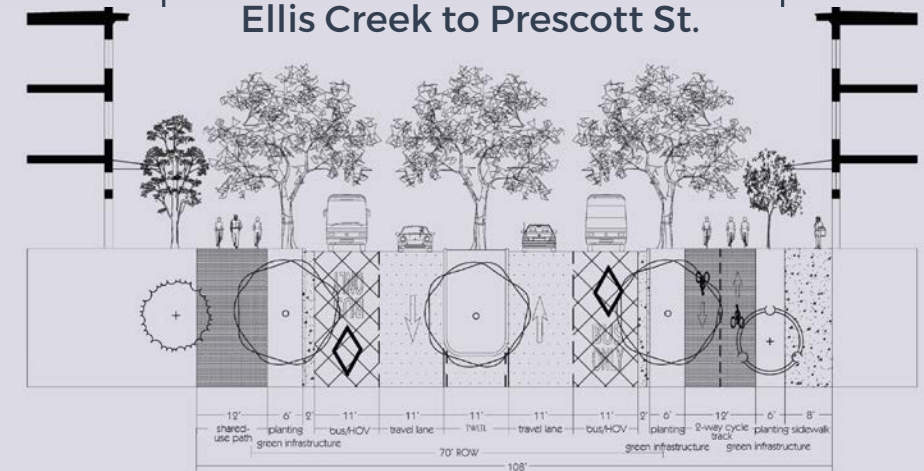 Ellis Creek to Prescott St.
BUS ONLY
BUS ONLY
12' 6' 2' 11' 11' 11' 11' 11' 2' 6' 12' 6' 8'
shared-use path planting bus/HOV travel lane TWLTL travel lane bus/HOV planting 2-way cycle track planting sidewalk
green infrastructure green infrastructure green infrastructure
70' ROW
108'